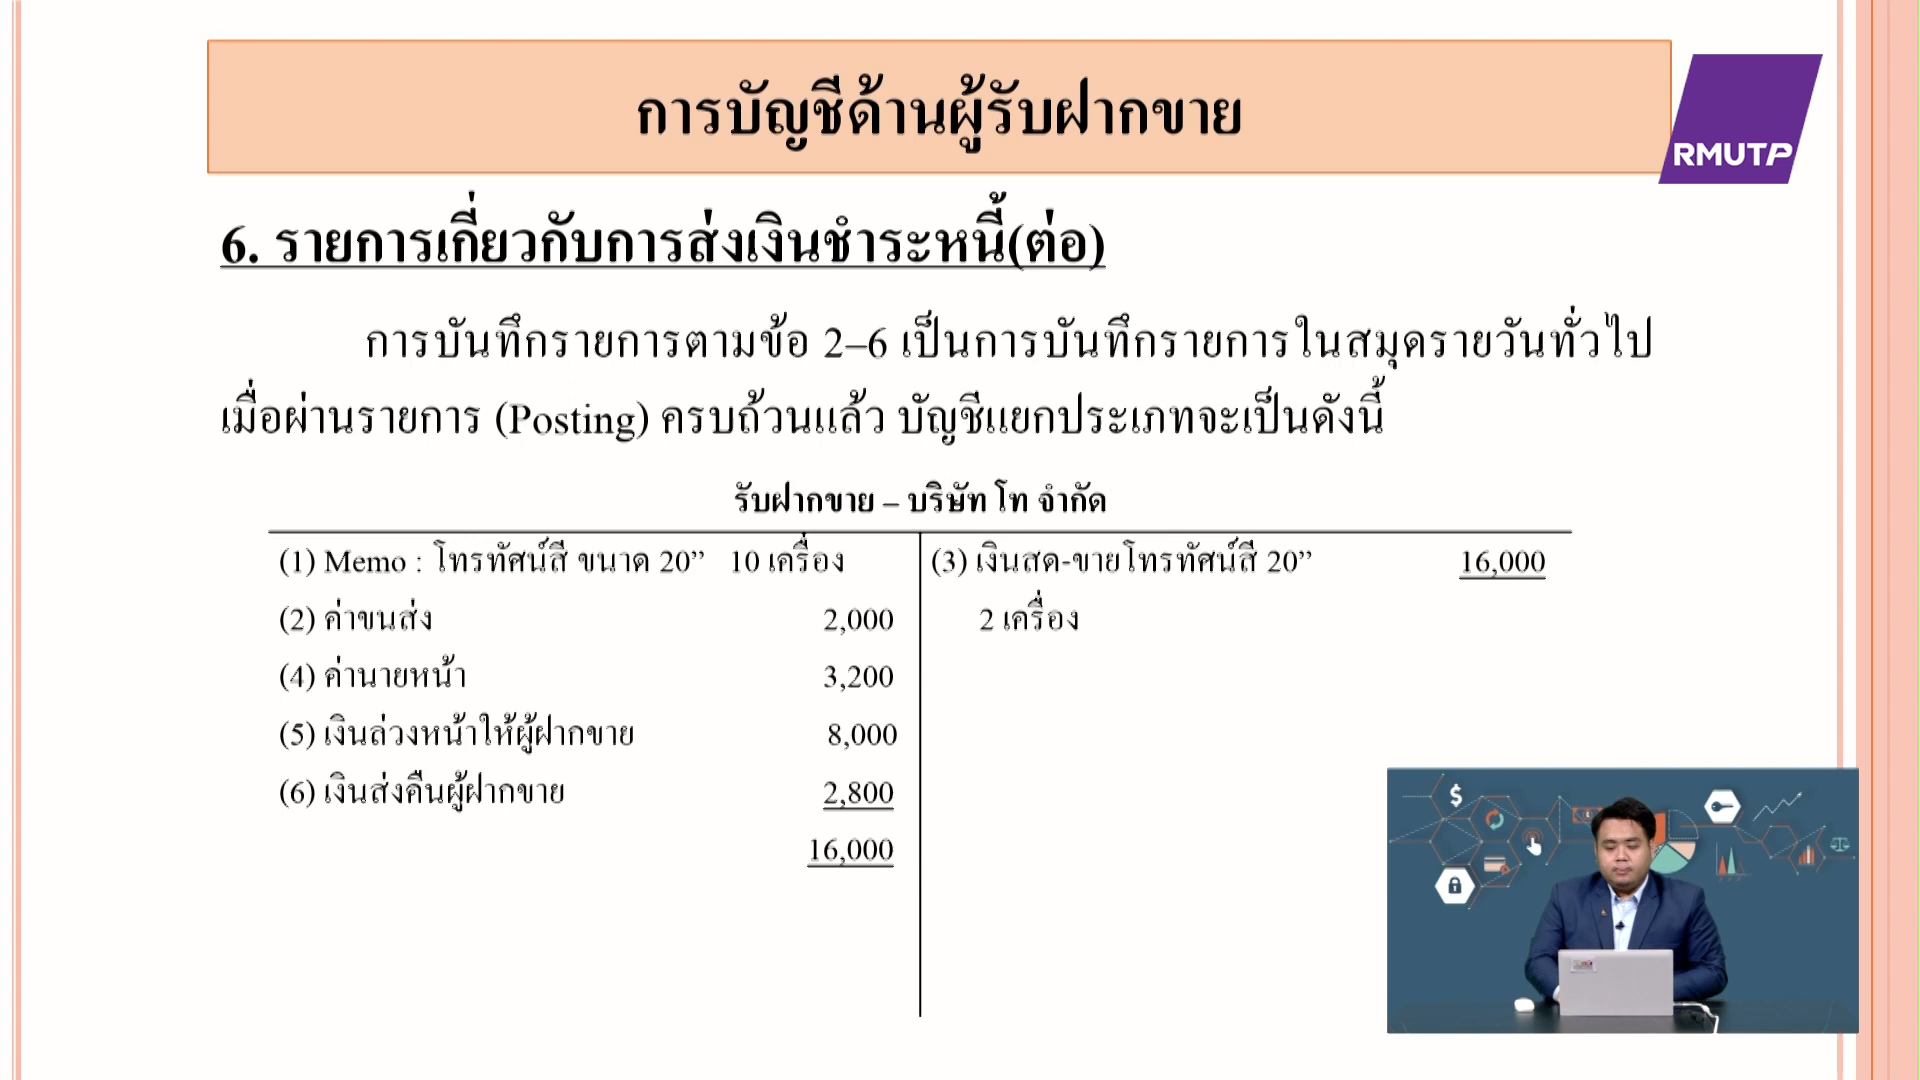 การบัญชีด้านผู้รับฝากขาย
RMUTP
6. รายการเกี่ยวกับการส่งเงินชำระหนี้(ต่อ)
การบันทึกรายการตามข้อ 2–6 เป็นการบันทึกรายการในสมุดรายวันทั่วไป
เมื่อผ่านรายการ (Posting) ครบถ้วนแล้ว บัญชีแยกประเภทจะเป็นดังนี้
รับฝากขาย – บริษัท โท จำกัด
(1) Memo : โทรทัศน์สี ขนาด 20” 10 เครื่อง (3) เงินสด-ขายโทรทัศน์สี 20” 16,000
(2) ค่าขนส่ง 2,000 2 เครื่อง
(4) ค่านายหน้า 3,200
(5) เงินล่วงหน้าให้ผู้ฝากขาย 8,000
(6) เงินส่งคืนผู้ฝากขาย 2,800
16,000